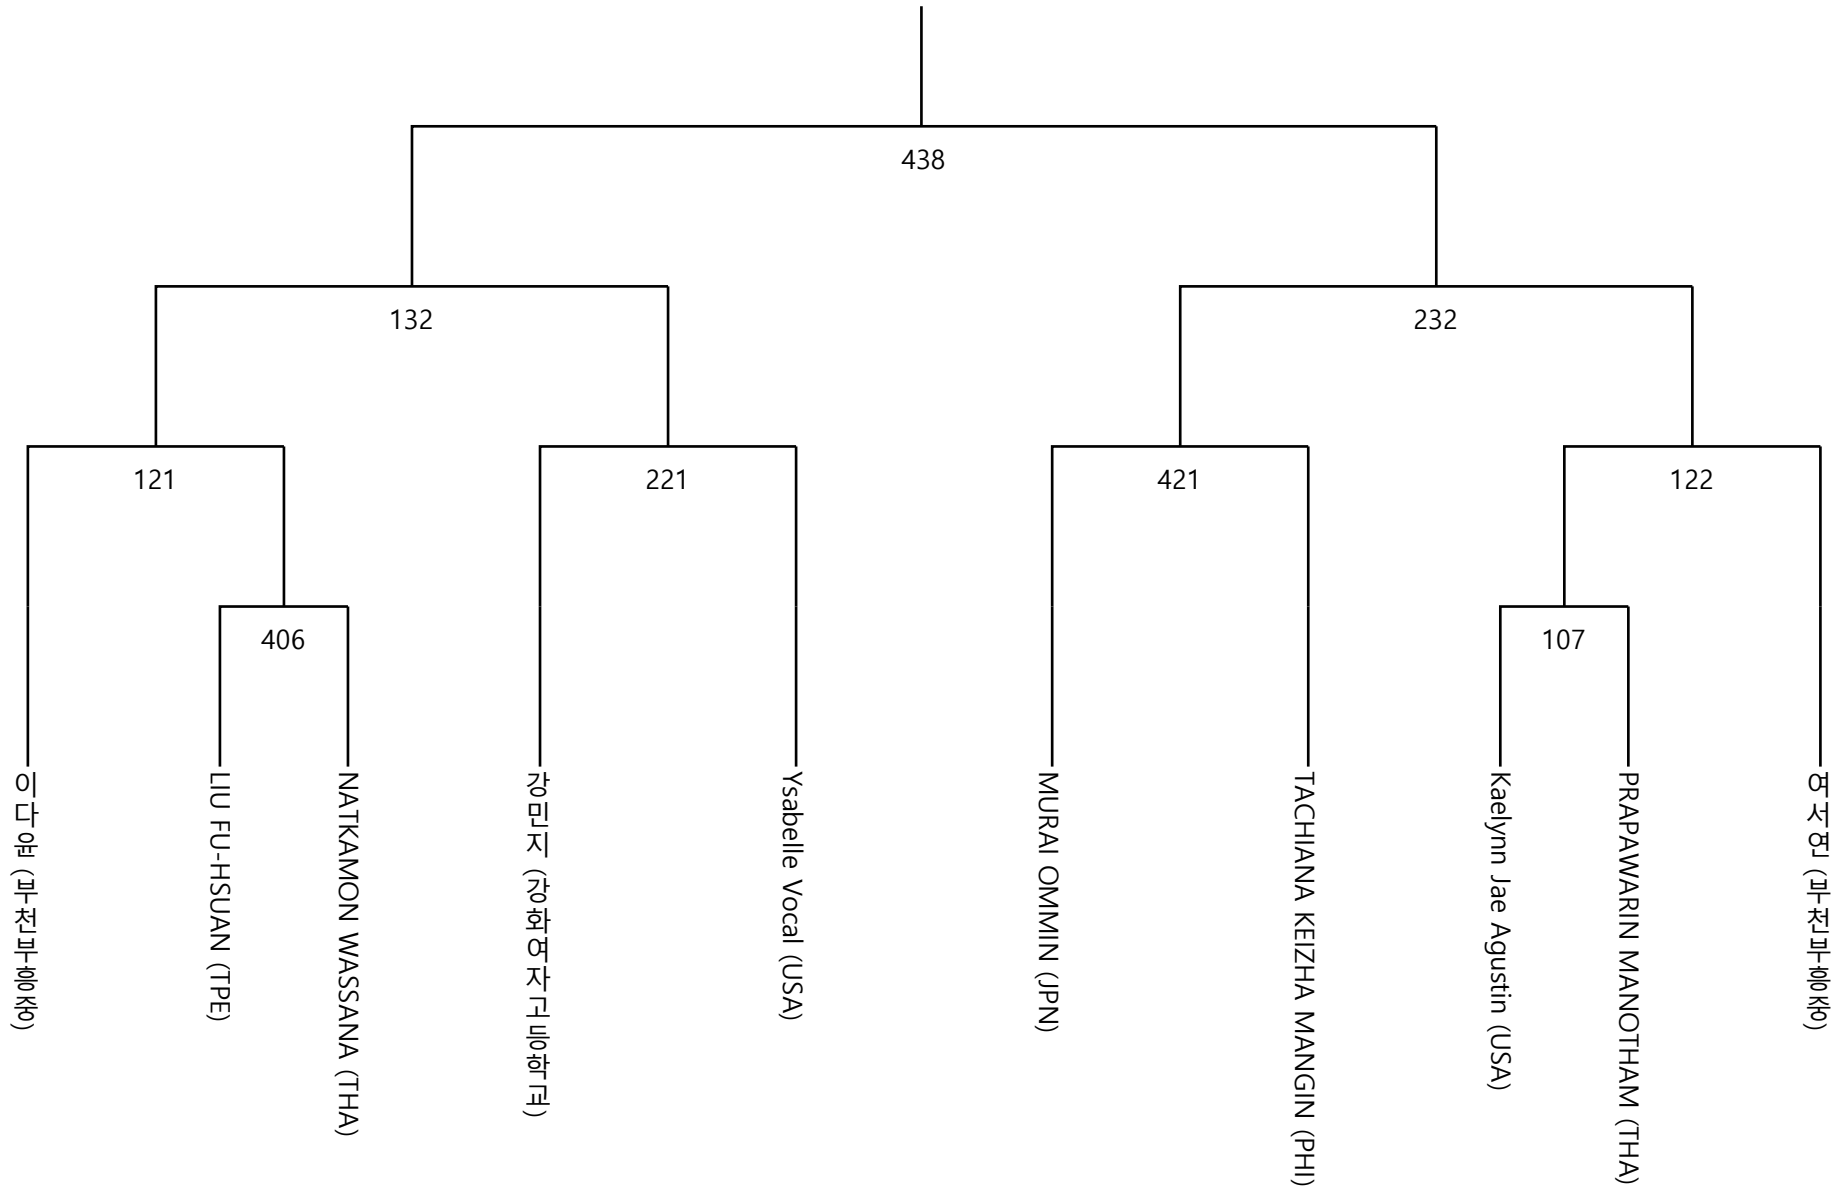 438
132
232
121
221
421
122
406
107
이다윤 (부천부흥중)
LIU FU-HSUAN (TPE)
NATKAMON WASSANA (THA)
강민지 (강화여자고등학교)
Ysabelle Vocal (USA)
MURAI OMMIN (JPN)
TACHIANA KEIZHA MANGIN (PHI)
Kaelynn Jae Agustin (USA)
PRAPAWARIN MANOTHAM (THA)
여서연 (부천부흥중)